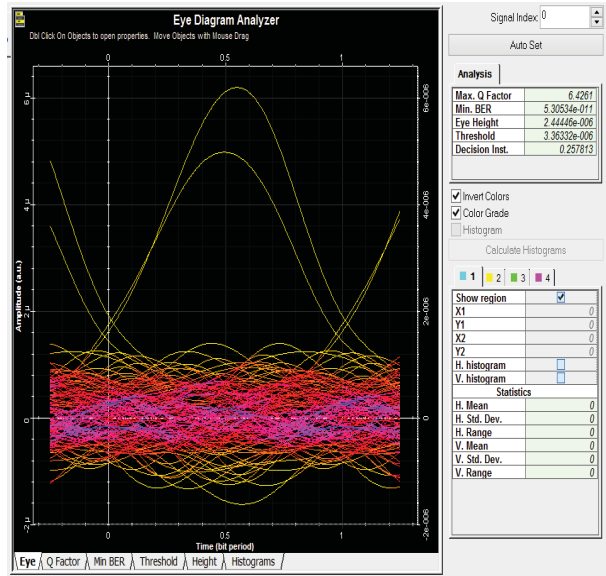 Eye Diagram Analyzer
Dbl Click On Objects to open properties. Move Objects with Mouse Drag
0 0.5 1
6 µ
4 µ
2 µ
0
-2 µ
Amplitude (a.u.)
6e-006
4e-006
2e-006
0
-2e-006
0 0.5 1
Time (bit period)
Eye Q Factor Min BER Threshold Height Histograms
Signal Index: 0
Auto Set
Analysis
Max. Q Factor 6.4261
Min. BER 5.30534e-011
Eye Height 2.44446e-006
Threshold 3.36332e-006
Decision Inst. 0.257813
Invert Colors
Color Grade
Histogram
Calculate Histograms
1 2 3 4
Show region
X1 0
Y1 0
X2 0
Y2 0
H. histogram
V. histogram
Statistics
H. Mean 0
H. Std. Dev. 0
H. Range 0
V. Mean 0
V. Std. Dev. 0
V. Range 0